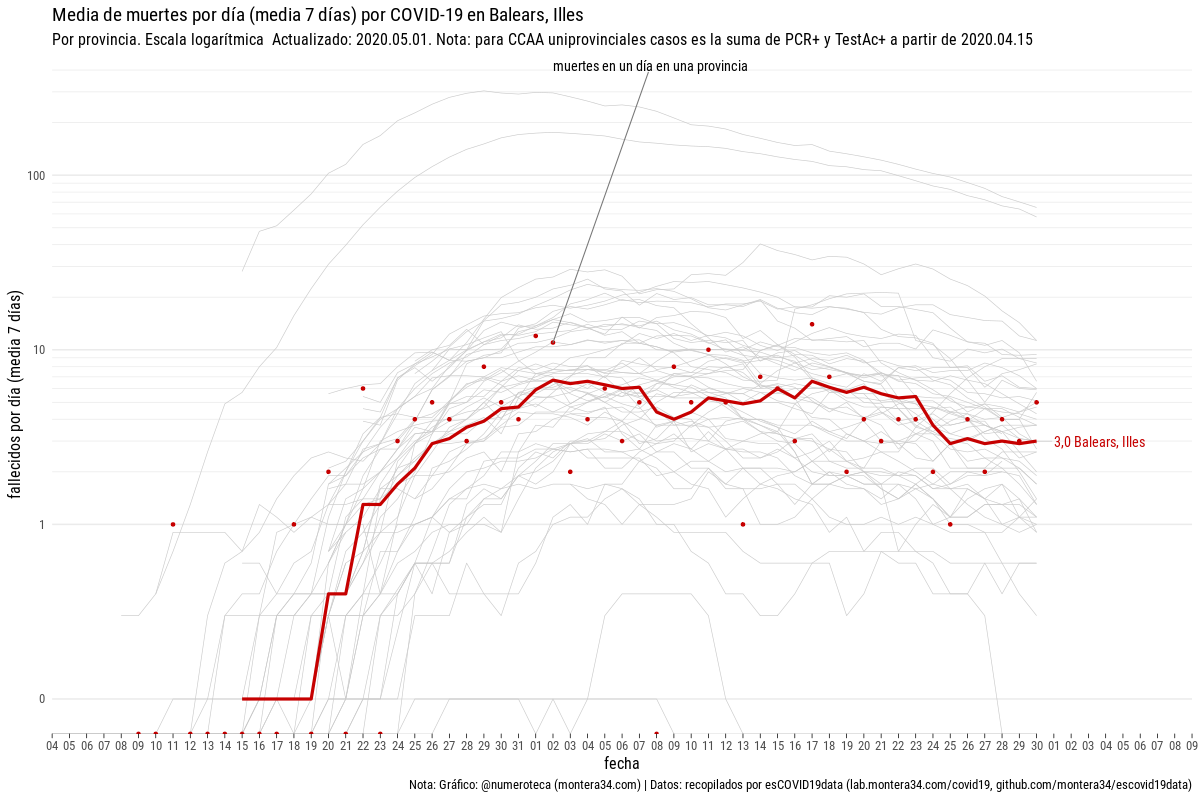 Media de muertes por día (media 7 días) por COVID-19 en Balears, Illes
Por provincia. Escala logarítmica  Actualizado: 2020.05.01. Nota: para CCAA uniprovinciales casos es la suma de PCR+ y TestAc+ a partir de 2020.04.15
muertes en un día en una provincia
fallecidos por día (media 7 días)
100
10
1
0
3,0 Balears, Illes
04 05 06 07 08 09 10 11 12 13 14 15 16 17 18 19 20 21 22 23 24 25 26 27 28 29 30 31 01 02 03 04 05 06 07 08 09 10 11 12 13 14 15 16 17 18 19 20 21 22 23 24 25 26 27 28 29 30 01 02 03 04 05 06 07 08 09
fecha
Nota: Gráfico: @numeroteca (montera34.com) | Datos: recopilados por esCOVID19data (lab.montera34.com/covid19, github.com/montera34/escovid19data)